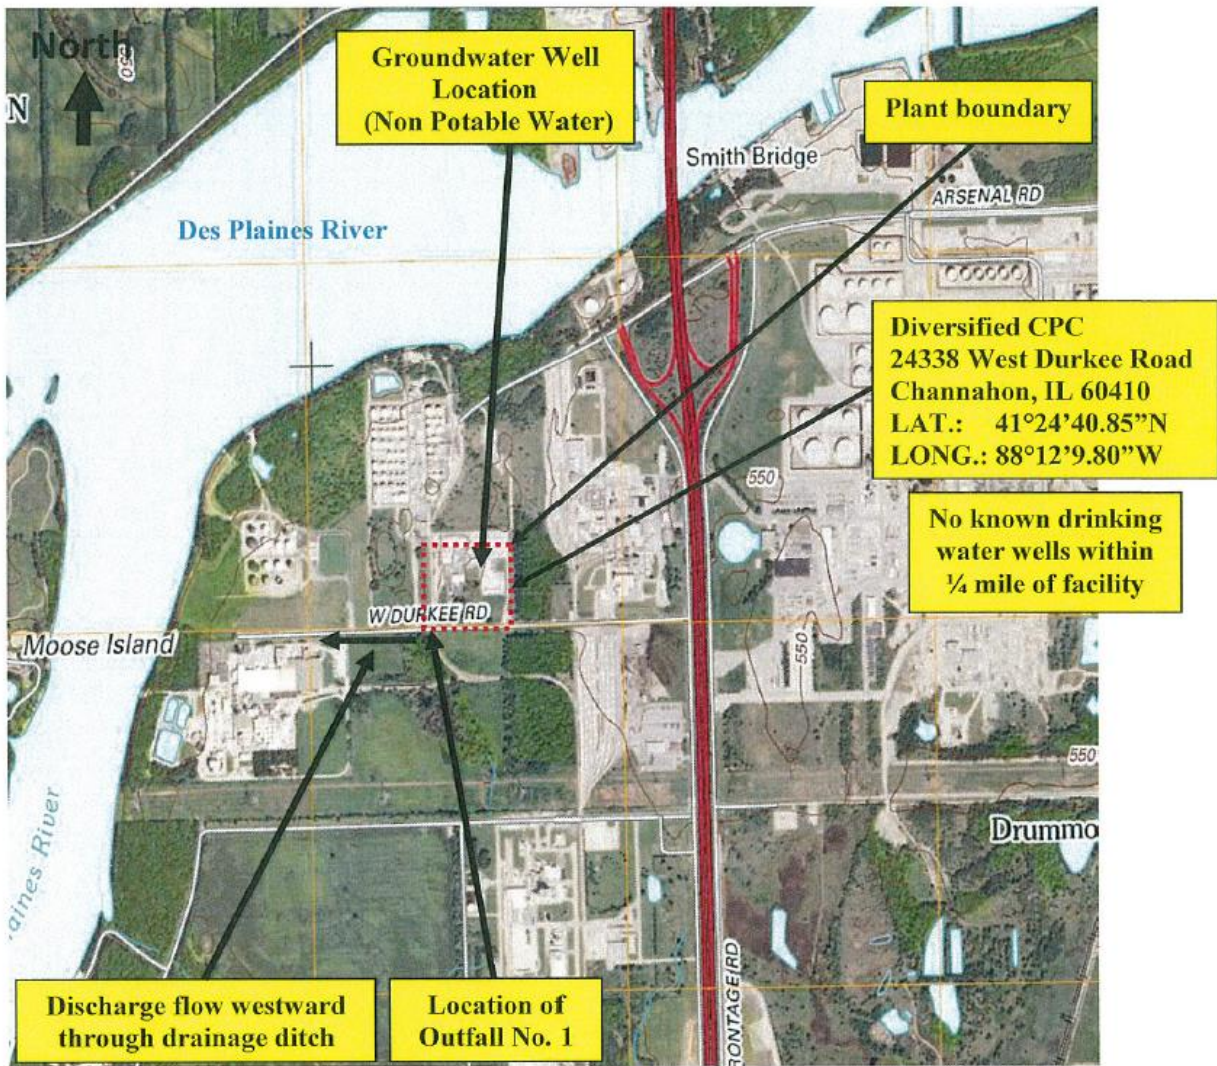 North
550
N
Groundwater Well
Location
(Non Potable Water)
Plant boundary
Smith Bridge
ARSENAL RD
Des Plaines River
Diversified CPC
24338 West Durkee Road
Channahon, IL 60410
LAT.: 41°24'40.85”N
LONG.: 88°12'9.80”W
550
No known drinking
water wells within
¼ mile of facility
W DURKEE RD
Moose Island
550
550
Drummo
aines River
Discharge flow westward
through drainage ditch
Location of
Outfall No. 1
RONTAGE RD